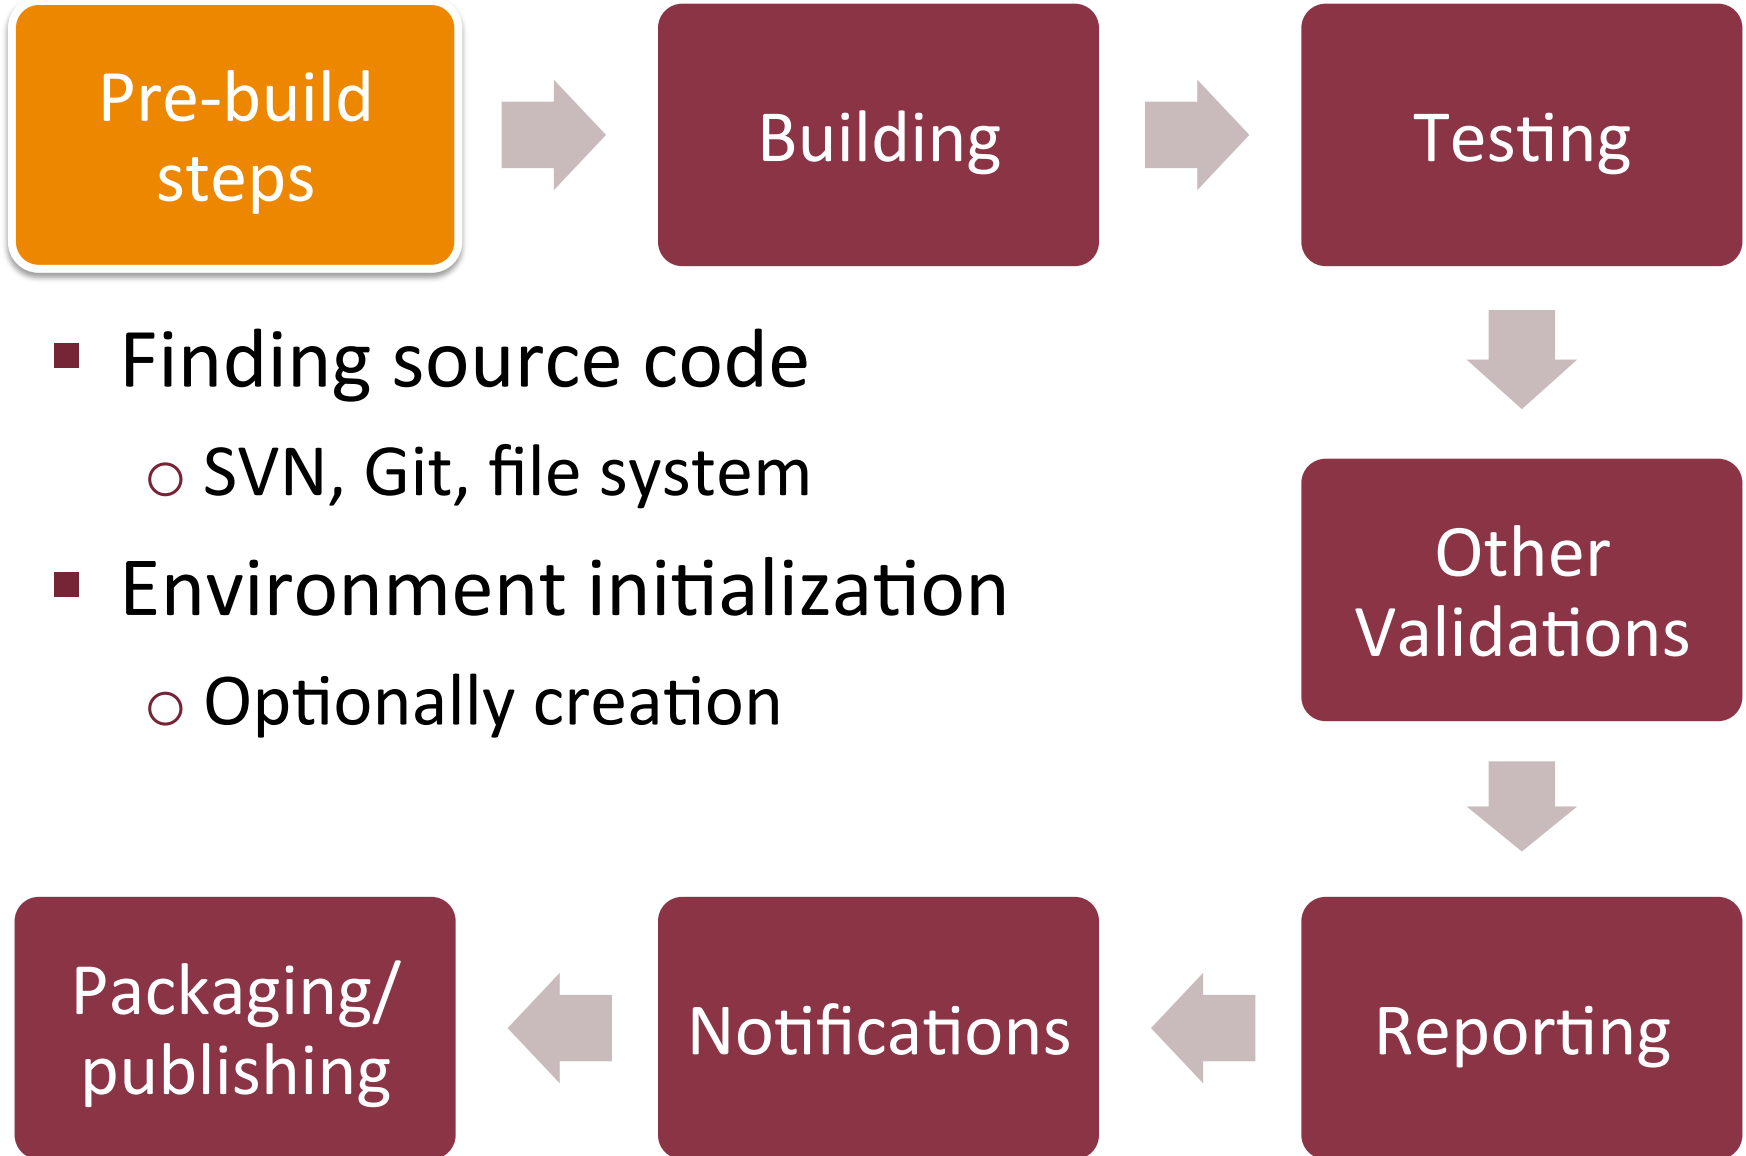 Pre-build
steps
Building
Testing
Finding source code
SVN, Git, file system
Environment initialization
Optionally creation
Other
Validations
Packaging/
publishing
Notifications
Reporting